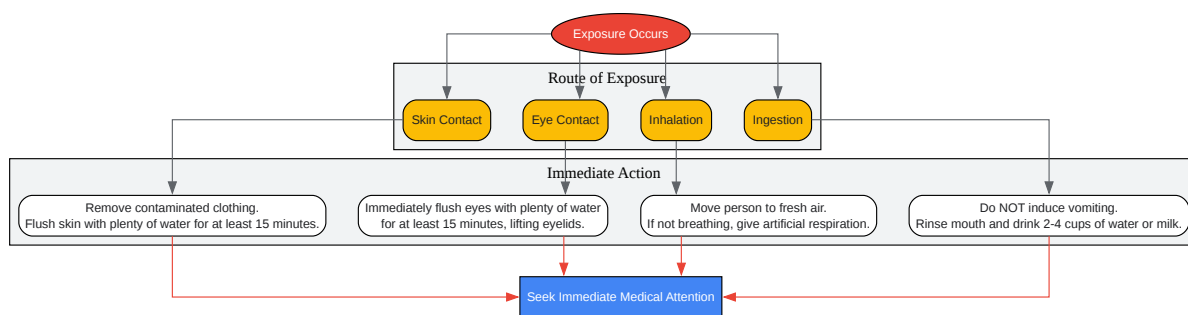 Exposure Occurs
Route of Exposure
Skin Contact
Eye Contact
Inhalation
Ingestion
Immediate Action
Remove contaminated clothing.
Flush skin with plenty of water for at least 15 minutes.
Immediately flush eyes with plenty of water
for at least 15 minutes, lifting eyelids.
Move person to fresh air.
If not breathing, give artificial respiration.
Do NOT induce vomiting.
Rinse mouth and drink 2-4 cups of water or milk.
Seek Immediate Medical Attention